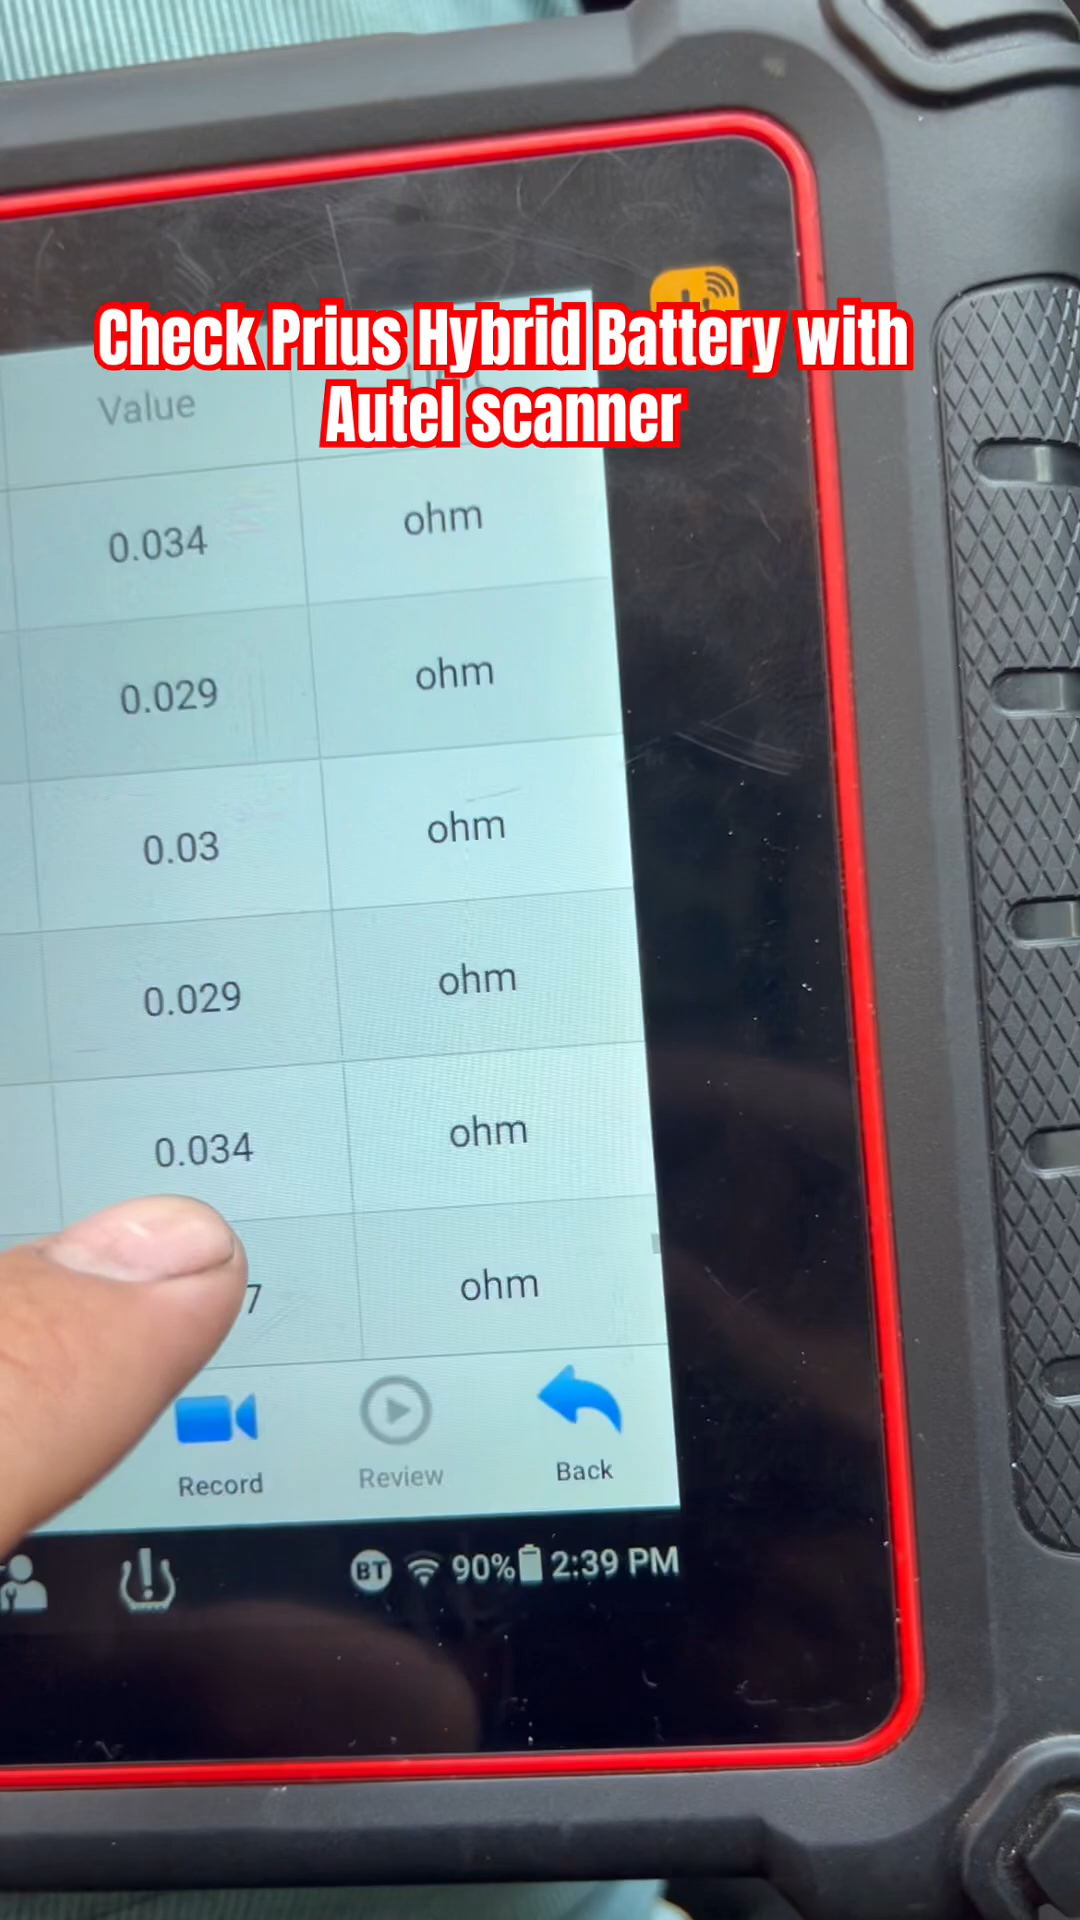 Check Prius Hybrid Battery with
Autel scanner
Value
0.034 ohm
0.029 ohm
0.03 ohm
0.029 ohm
0.034 ohm
7 ohm
Record Review Back
BT 90% 2:39 PM